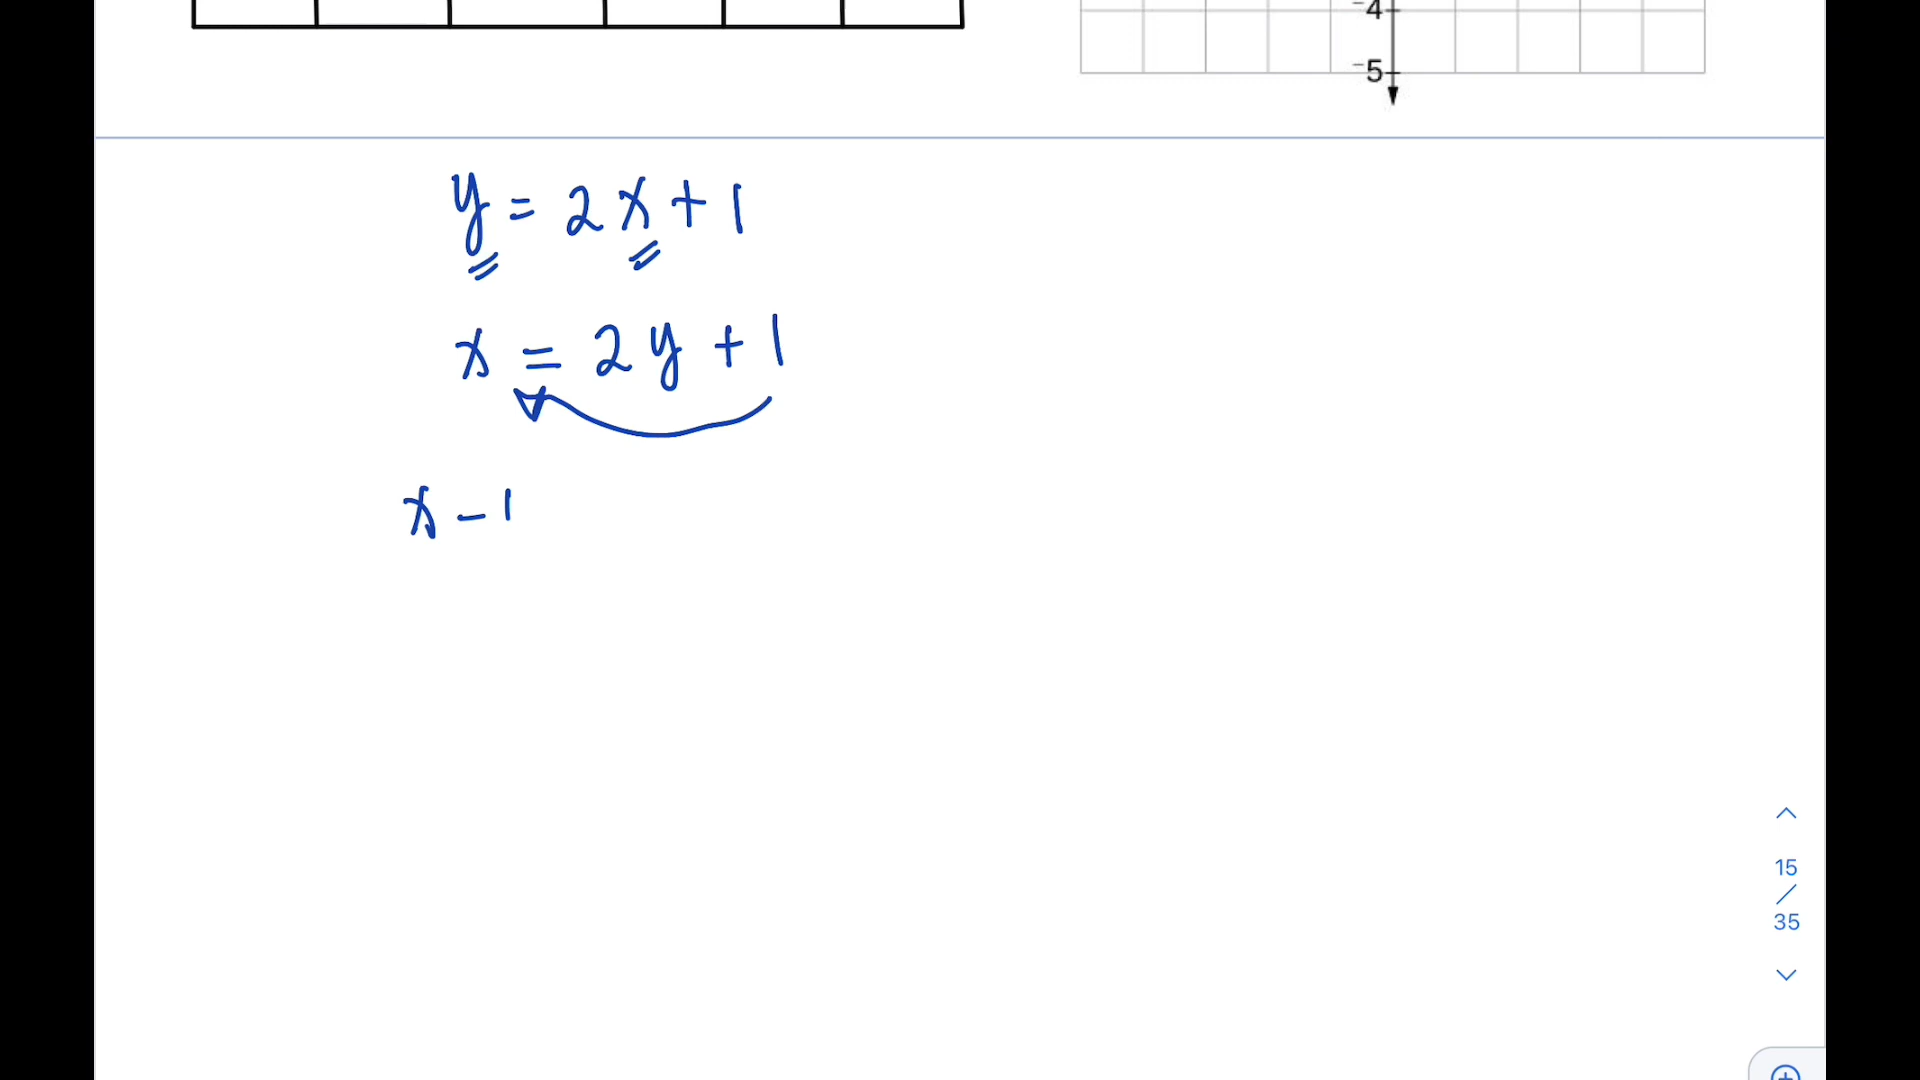 ⁻4
⁻5
y = 2x + 1
x = 2y + 1
x - 1
15
/
35